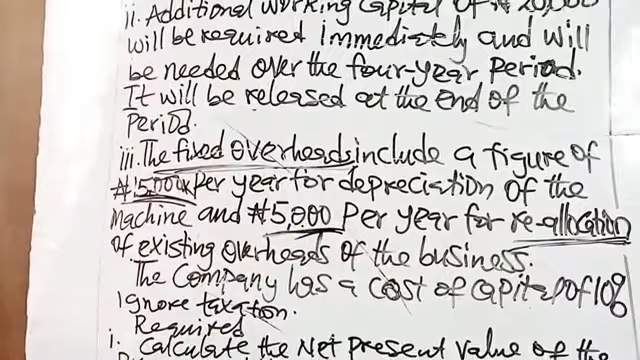 ii. Additional working capital of ₦ 20,000
will be required immediately and will
be needed over the four-year period.
It will be released at the end of the
Period.
iii. The fixed overheads include a figure of
₦15,000k Per year for depreciation of the
Machine and ₦5,000 Per year for re-allocation
of existing overheads of the business.
The Company has a cost of capital of 10%
Ignore taxation.
Required
i. Calculate the Net present value of the